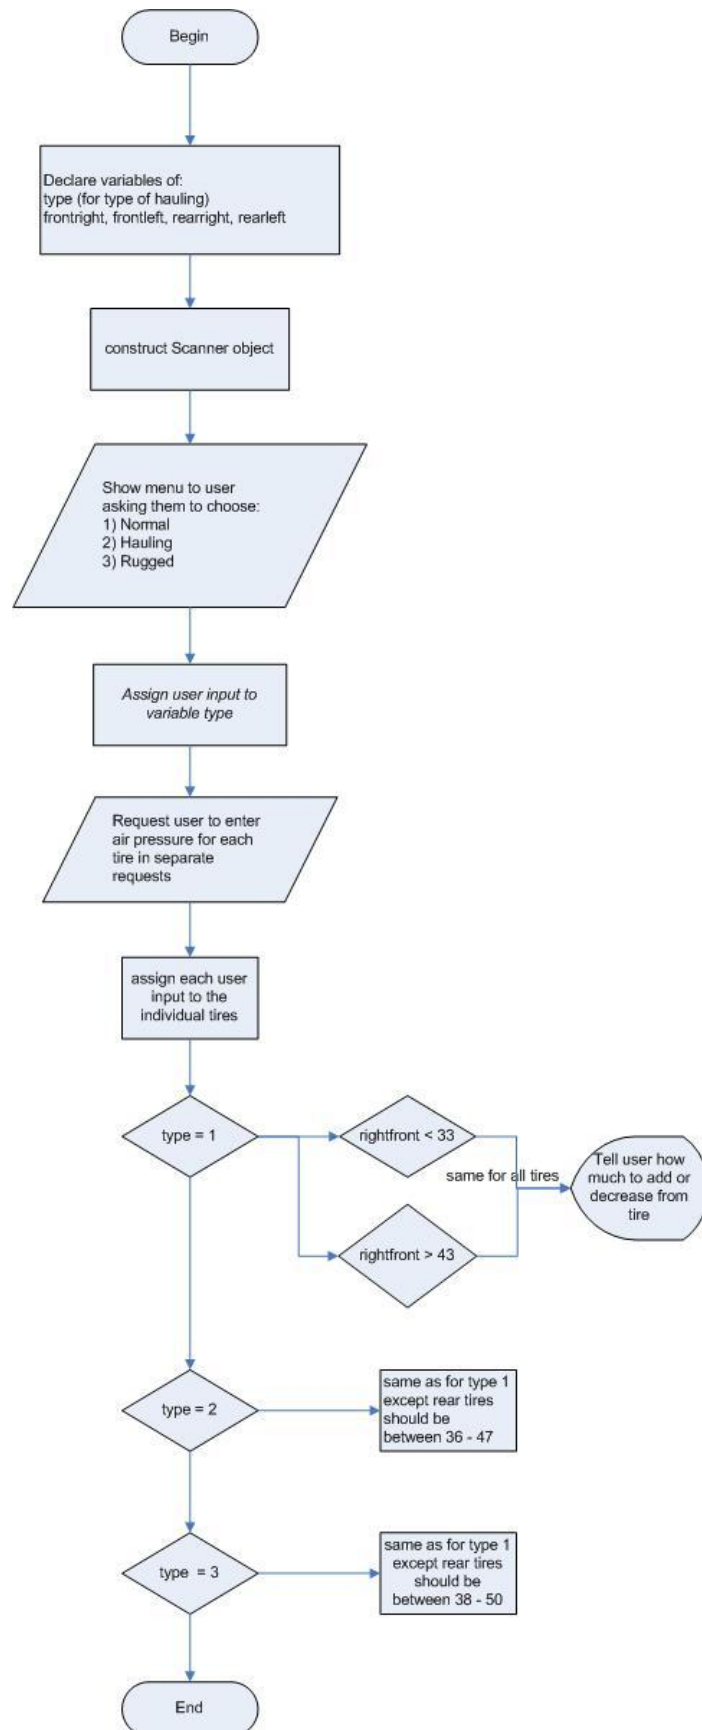 Begin
Declare variables of:
type (for type of hauling)
frontright, frontleft, rearright, rearleft
construct Scanner object
Show menu to user
asking them to choose:
1) Normal
2) Hauling
3) Rugged
Assign user input to
variable type
Request user to enter
air pressure for each
tire in separate
requests
assign each user
input to the
individual tires
type = 1
rightfront < 33
same for all tires
Tell user how
much to add or
decrease from
tire
rightfront > 43
type = 2
same as for type 1
except rear tires
should be
between 36 - 47
type = 3
same as for type 1
except rear tires
should be
between 38 - 50
End